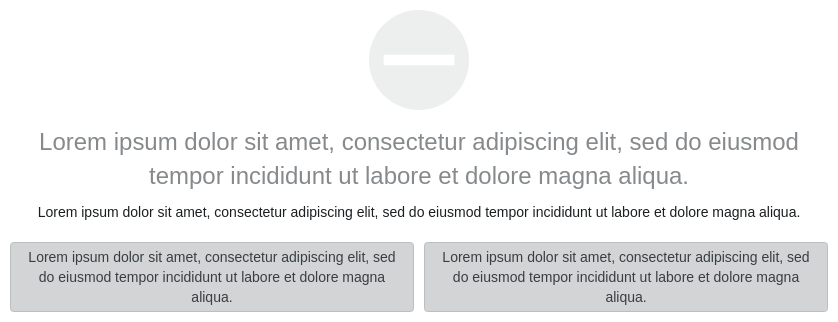 Lorem ipsum dolor sit amet, consectetur adipiscing elit, sed do eiusmod
tempor incididunt ut labore et dolore magna aliqua.
Lorem ipsum dolor sit amet, consectetur adipiscing elit, sed do eiusmod tempor incididunt ut labore et dolore magna aliqua.
Lorem ipsum dolor sit amet, consectetur adipiscing elit, sed
do eiusmod tempor incididunt ut labore et dolore magna
aliqua.
Lorem ipsum dolor sit amet, consectetur adipiscing elit, sed
do eiusmod tempor incididunt ut labore et dolore magna
aliqua.